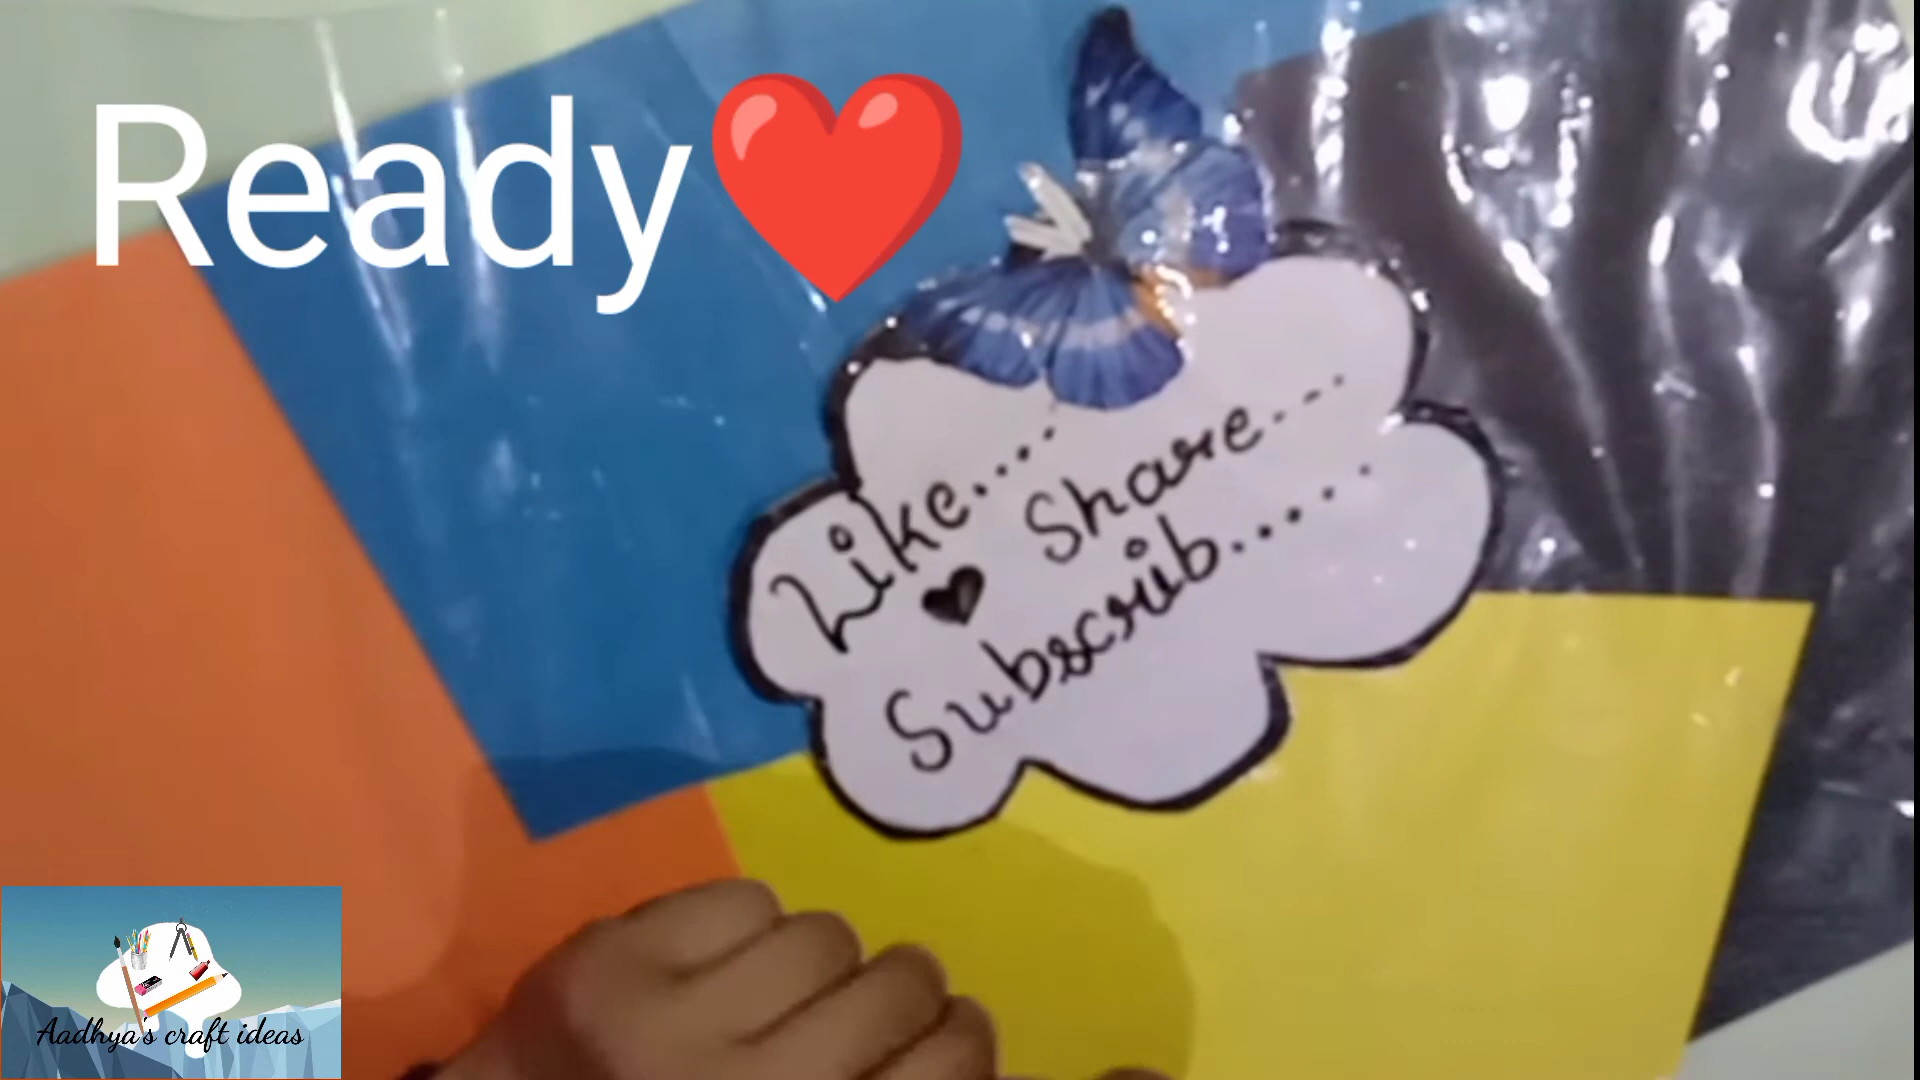 Ready❤️
Like....
♥ Share...
Subscrib.....
Aadhya's craft ideas